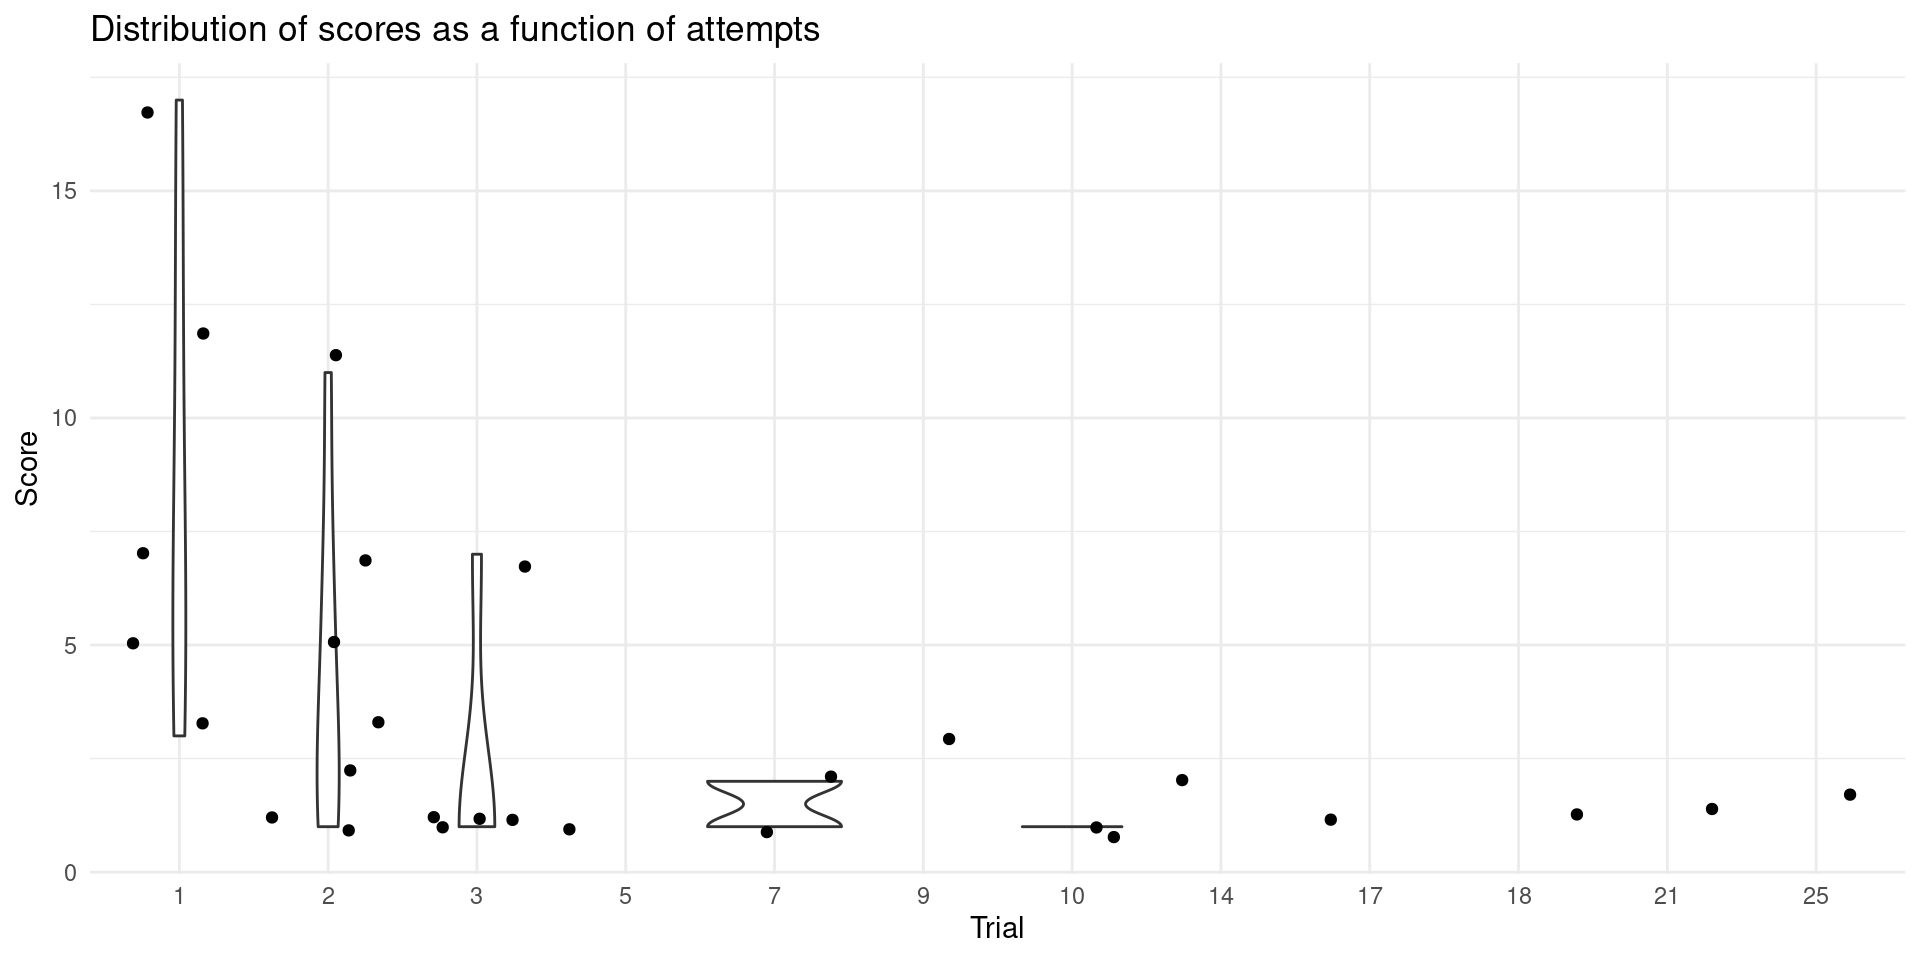 Distribution of scores as a function of attempts
15
10
5
0
Score
1 2 3 5 7 9 10 14 17 18 21 25
Trial